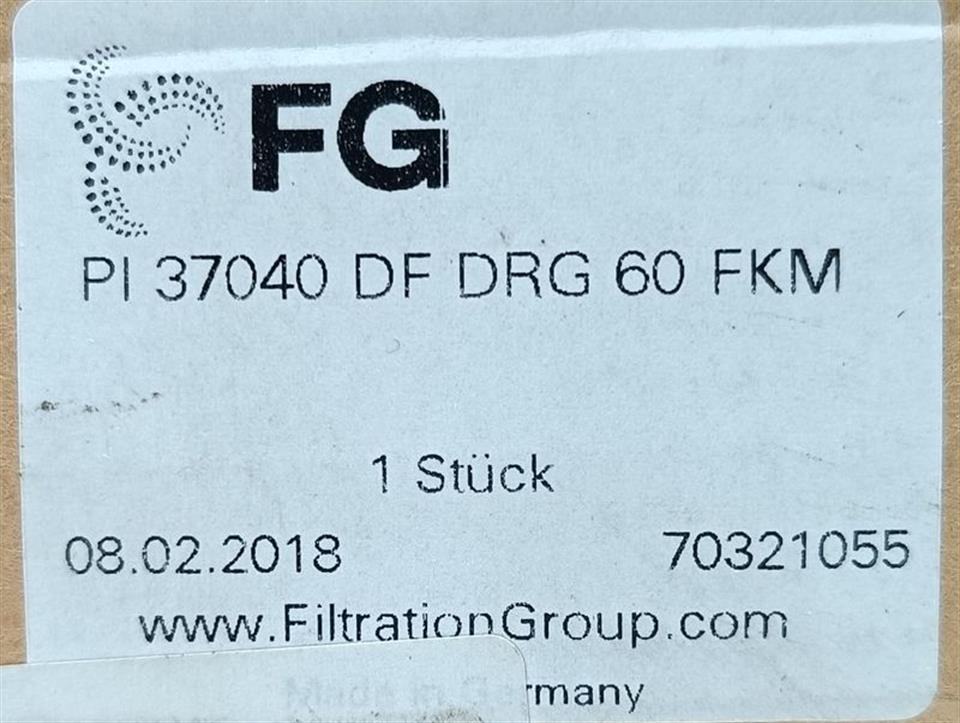 FG
PI 37040 DF DRG 60 FKM
1 Stück
08.02.2018 70321055
www.FiltrationGroup.com
Made in Germany